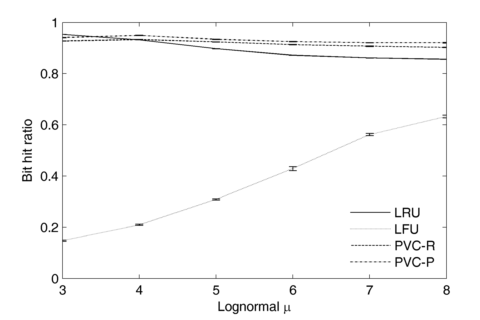 1
0.8
0.6
0.4
0.2
0
Bit hit ratio
3 4 5 6 7 8
Lognormal μ
LRU
LFU
PVC-R
PVC-P